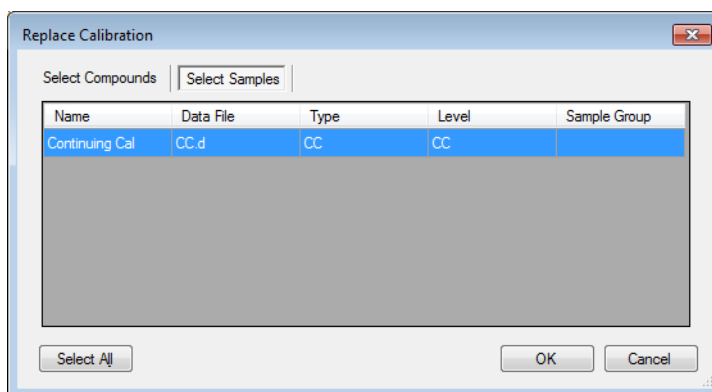 Replace Calibration
Select Compounds Select Samples
Name Data File Type Level Sample Group
Continuing Cal CC.d CC CC
Select All OK Cancel